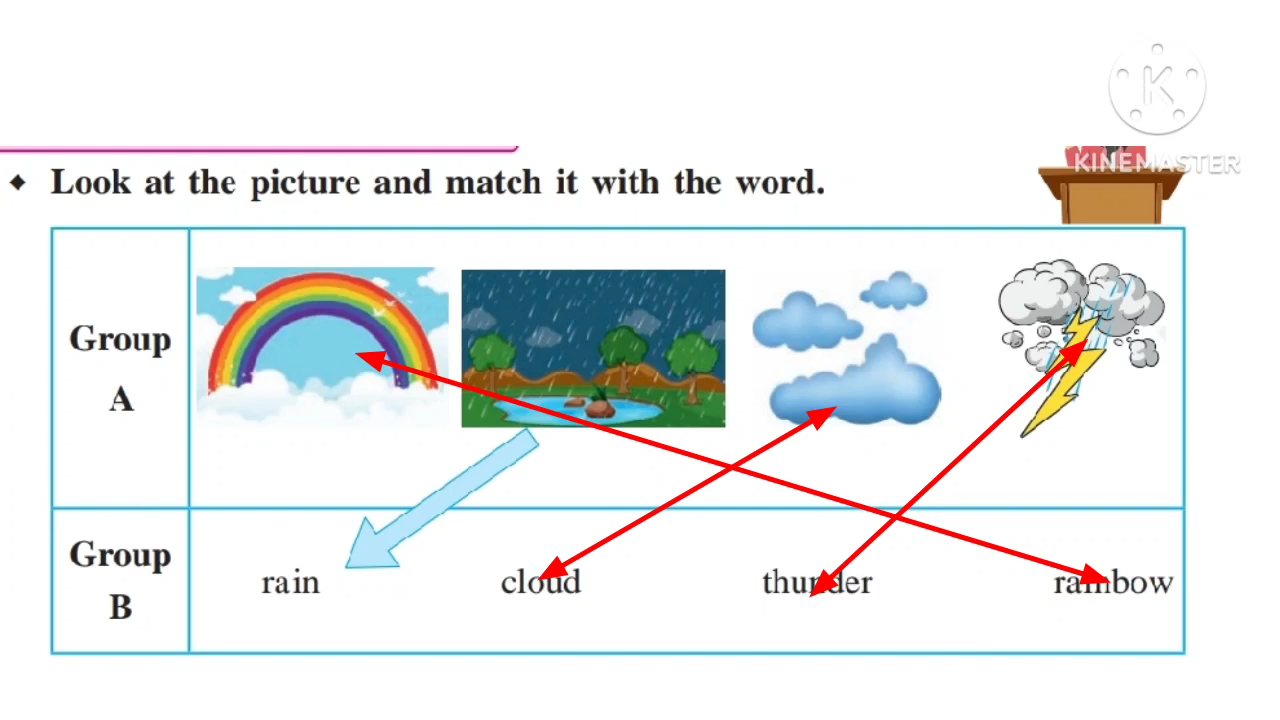 K
KINEMASTER
◆ Look at the picture and match it with the word.
Group
A
Group
B
rain cloud thunder rainbow